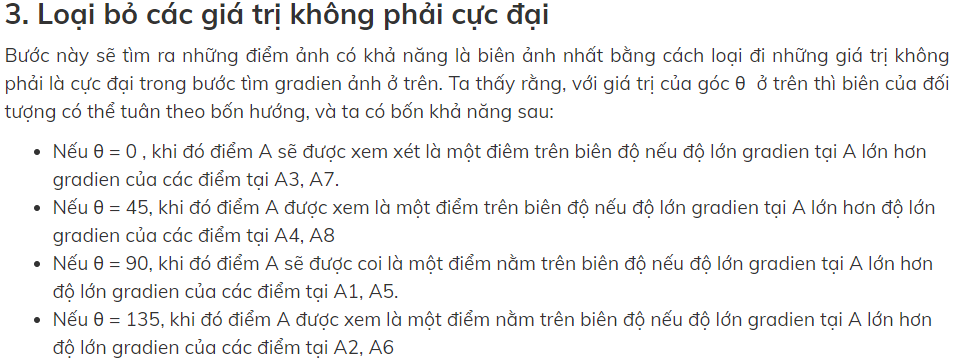 3. Loại bỏ các giá trị không phải cực đại
Bước này sẽ tìm ra những điểm ảnh có khả năng là biên ảnh nhất bằng cách loại đi những giá trị không
phải là cực đại trong bước tìm gradien ảnh ở trên. Ta thấy rằng, với giá trị của góc θ ở trên thì biên của đối
tượng có thể tuân theo bốn hướng, và ta có bốn khả năng sau:
• Nếu θ = 0 , khi đó điểm A sẽ được xem xét là một điêm trên biên độ nếu độ lớn gradien tại A lớn hơn
gradien của các điểm tại A3, A7.
• Nếu θ = 45, khi đó điểm A được xem là một điểm trên biên độ nếu độ lớn gradien tại A lớn hơn độ lớn
gradien của các điểm tại A4, A8
• Nếu θ = 90, khi đó điểm A sẽ được coi là một điểm nằm trên biên độ nếu độ lớn gradien tại A lớn hơn
độ lớn gradien của các điểm tại A1, A5.
• Nếu θ = 135, khi đó điểm A được xem là một điểm nằm trên biên độ nếu độ lớn gradien tại A lớn hơn
độ lớn gradien của các điểm tại A2, A6